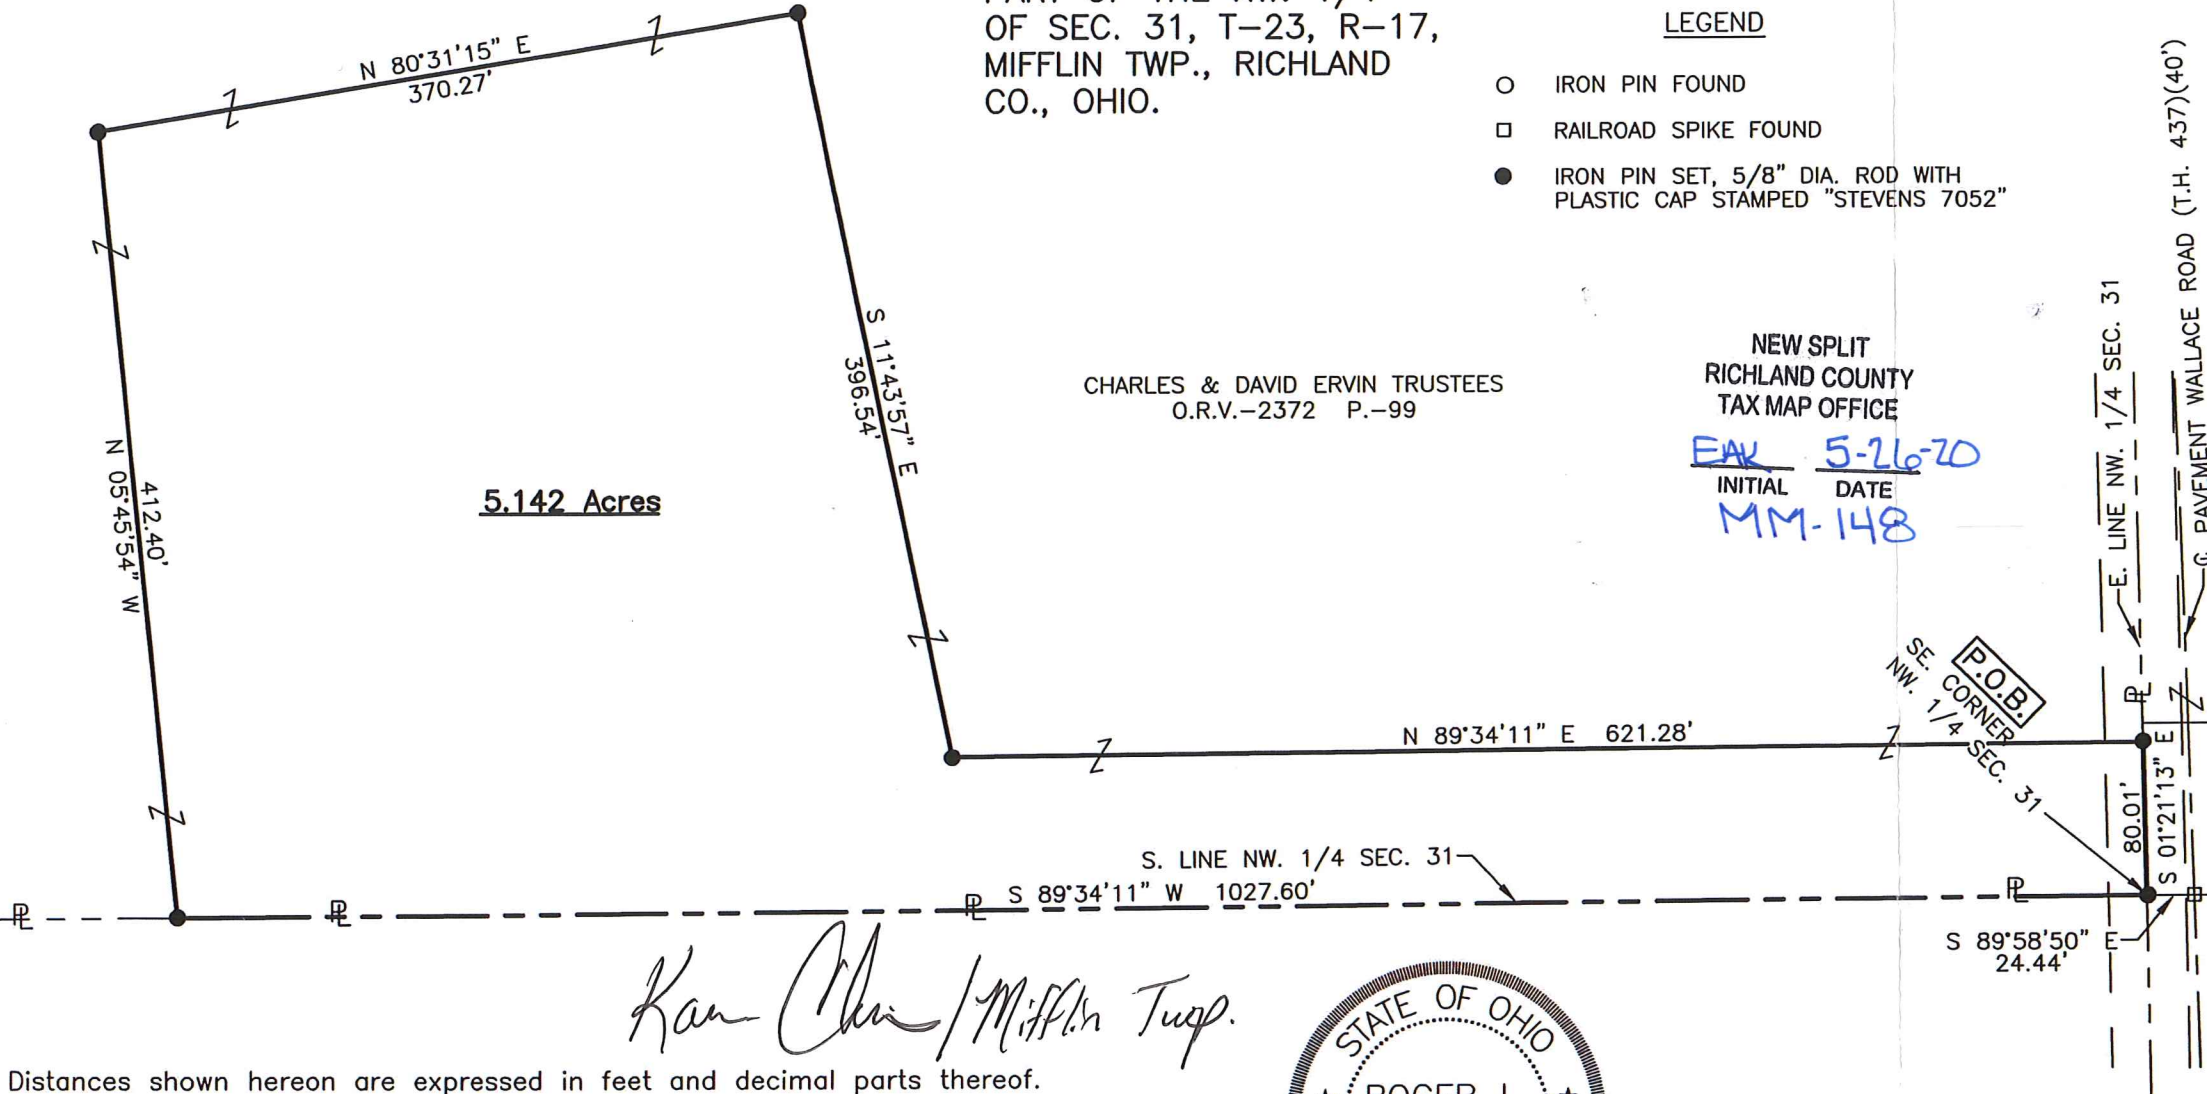 OF SEC. 31, T-23, R-17,
MIFFLIN TWP., RICHLAND
CO., OHIO.
LEGEND
IRON PIN FOUND
RAILROAD SPIKE FOUND
IRON PIN SET, 5/8" DIA. ROD WITH
PLASTIC CAP STAMPED "STEVENS 7052"
N 80°31'15" E
370.27'
S 11°43'57" E
396.54'
412.40'
N 05°45'54" W
5.142 Acres
CHARLES & DAVID ERVIN TRUSTEES
O.R.V.-2372 P.-99
NEW SPLIT
RICHLAND COUNTY
TAX MAP OFFICE
EAK 5-26-20
INITIAL DATE
MM-148
E. LINE NW. 1/4 SEC. 31
PAVEMENT WALLACE ROAD (T.H. 437)(40')
P.O.B.
SE. CORNER
NW. 1/4 SEC. 31
N 89°34'11" E 621.28'
80.01'
S 01°21'13" E
S. LINE NW. 1/4 SEC. 31
S 89°34'11" W 1027.60'
S 89°58'50" E
24.44'
PL
PL
PL
PL
PL
/Mifflin Twp.
STATE OF OHIO
ROGER L.
Distances shown hereon are expressed in feet and decimal parts thereof.